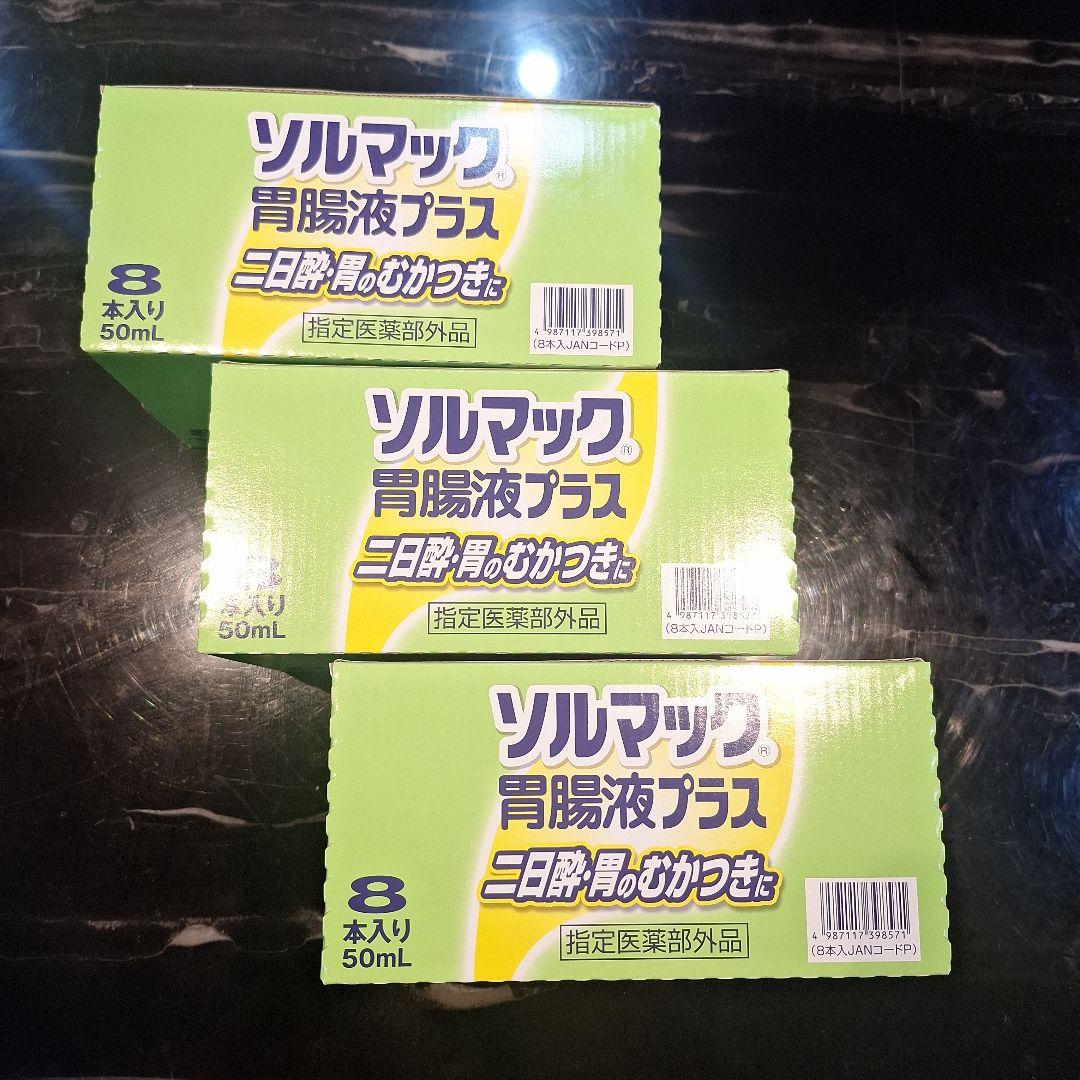 ソルマック®
胃腸液プラス
二日酔・胃のむかつきに
指定医薬部外品
8
本入り
50mL
4 987117 398571
(8本入JANコードP)
ソルマック®
胃腸液プラス
二日酔・胃のむかつきに
指定医薬部外品
本入り
50mL
4 987117 398571
(8本入JANコードP)
ソルマック®
胃腸液プラス
二日酔・胃のむかつきに
指定医薬部外品
8
本入り
50mL
4 987117 398571
(8本入JANコードP)